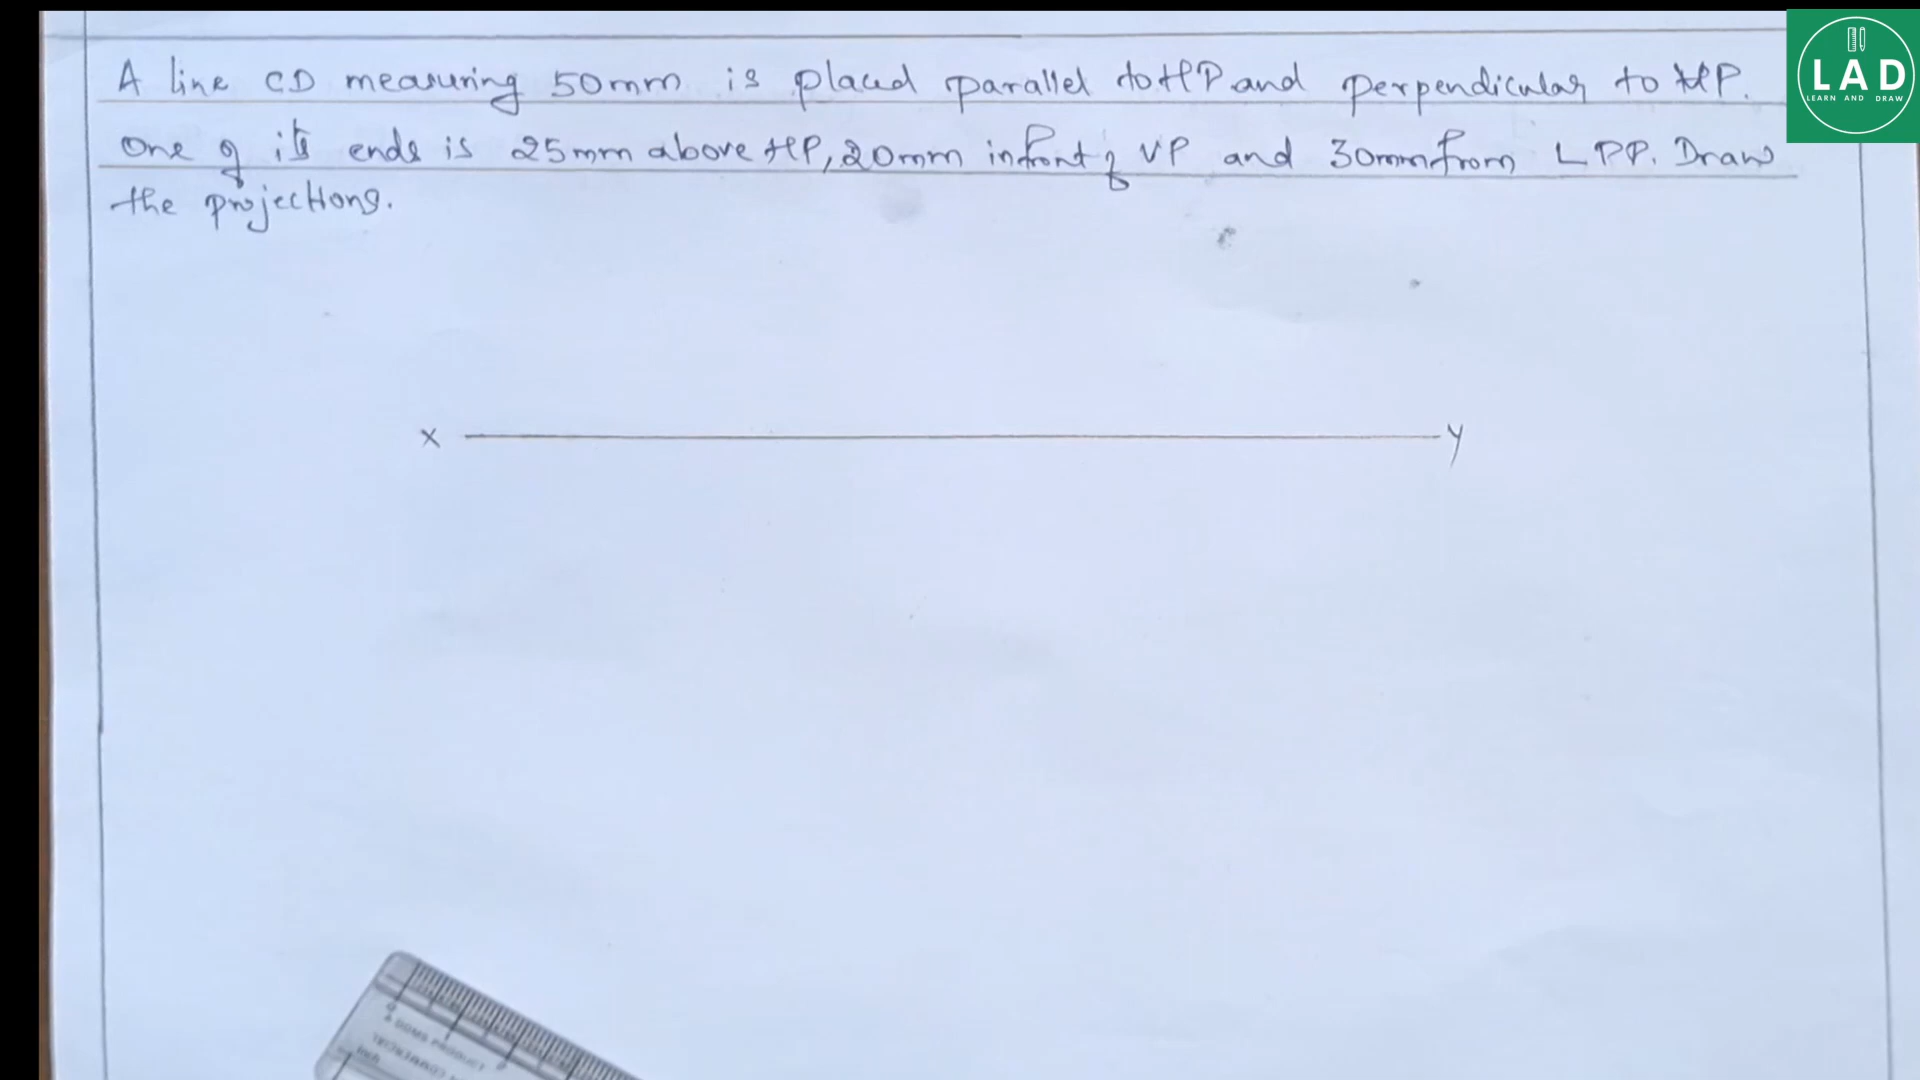 A line CD measuring 50mm is placed parallel to HP and perpendicular to HP.
One of its ends is 25mm above HP, 20mm infront of VP and 30mm from LPP. Draw
the projections.
X Y
LAD
LEARN AND DRAW